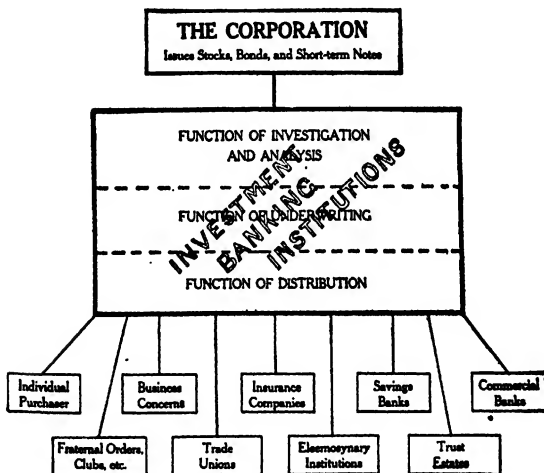 THE CORPORATION
Issues Stocks, Bonds, and Short-term Notes
FUNCTION OF INVESTIGATION
AND ANALYSIS
FUNCTION OF UNDERWRITING
FUNCTION OF DISTRIBUTION
INVESTMENT
BANKING
INSTITUTIONS
Individual
Purchaser
Business
Concerns
Insurance
Companies
Savings
Banks
Commercial
Banks
Fraternal Orders,
Clubs, etc.
Trade
Unions
Eleemosynary
Institutions
Trust
Estates